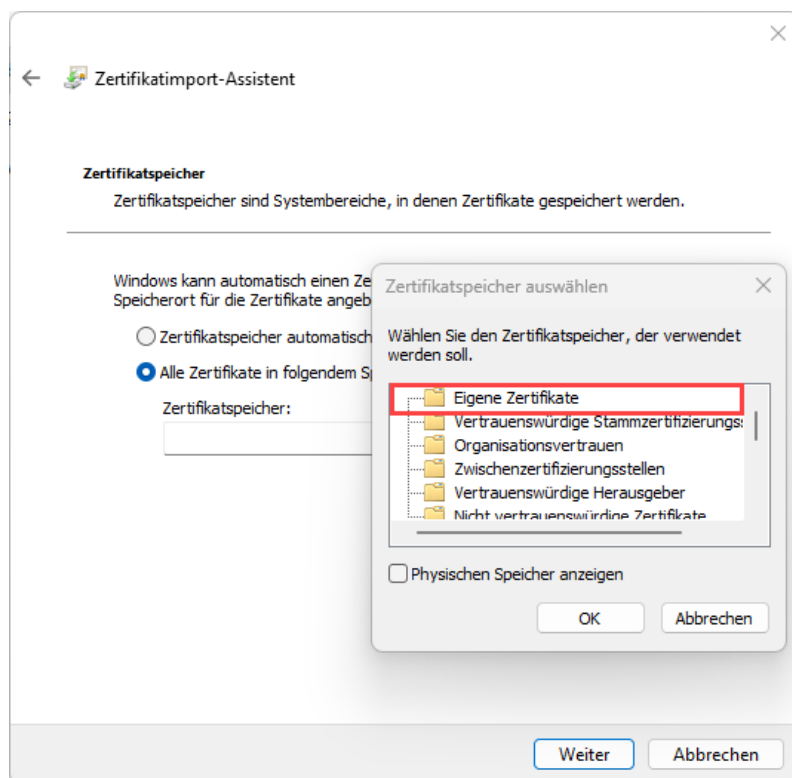 Zertifikatimport-Assistent
Zertifikatspeicher
Zertifikatspeicher sind Systembereiche, in denen Zertifikate gespeichert werden.
Windows kann automatisch einen Ze
Speicherort für die Zertifikate angeb
Zertifikatspeicher automatisch
Alle Zertifikate in folgendem Sp
Zertifikatspeicher:
Zertifikatspeicher auswählen
Wählen Sie den Zertifikatspeicher, der verwendet
werden soll.
Eigene Zertifikate
Vertrauenswürdige Stammzertifizierungs
Organisationsvertrauen
Zwischenzertifizierungsstellen
Vertrauenswürdige Herausgeber
Nicht vertrauenswürdige Zertifikate
Physischen Speicher anzeigen
OK
Abbrechen
Weiter
Abbrechen